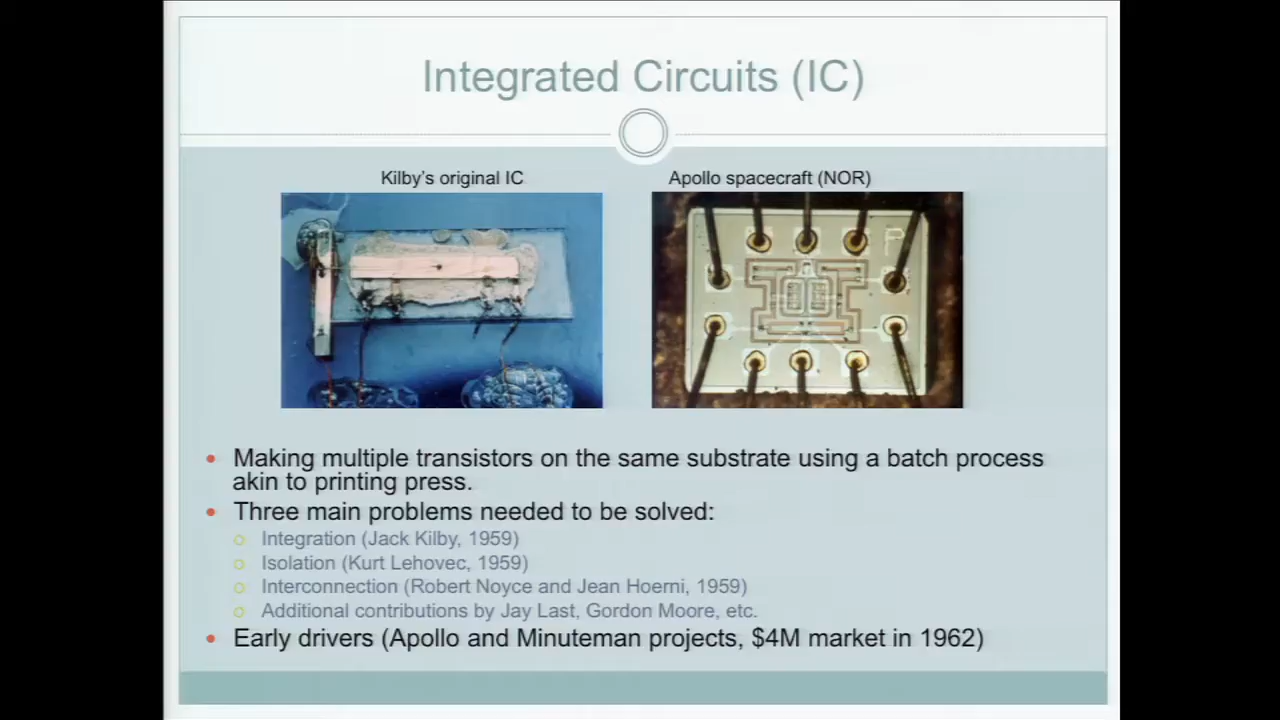 Integrated Circuits (IC)
Kilby's original IC
Apollo spacecraft (NOR)
P
• Making multiple transistors on the same substrate using a batch process
akin to printing press.
• Three main problems needed to be solved:
o Integration (Jack Kilby, 1959)
o Isolation (Kurt Lehovec, 1959)
o Interconnection (Robert Noyce and Jean Hoerni, 1959)
o Additional contributions by Jay Last, Gordon Moore, etc.
• Early drivers (Apollo and Minuteman projects, $4M market in 1962)